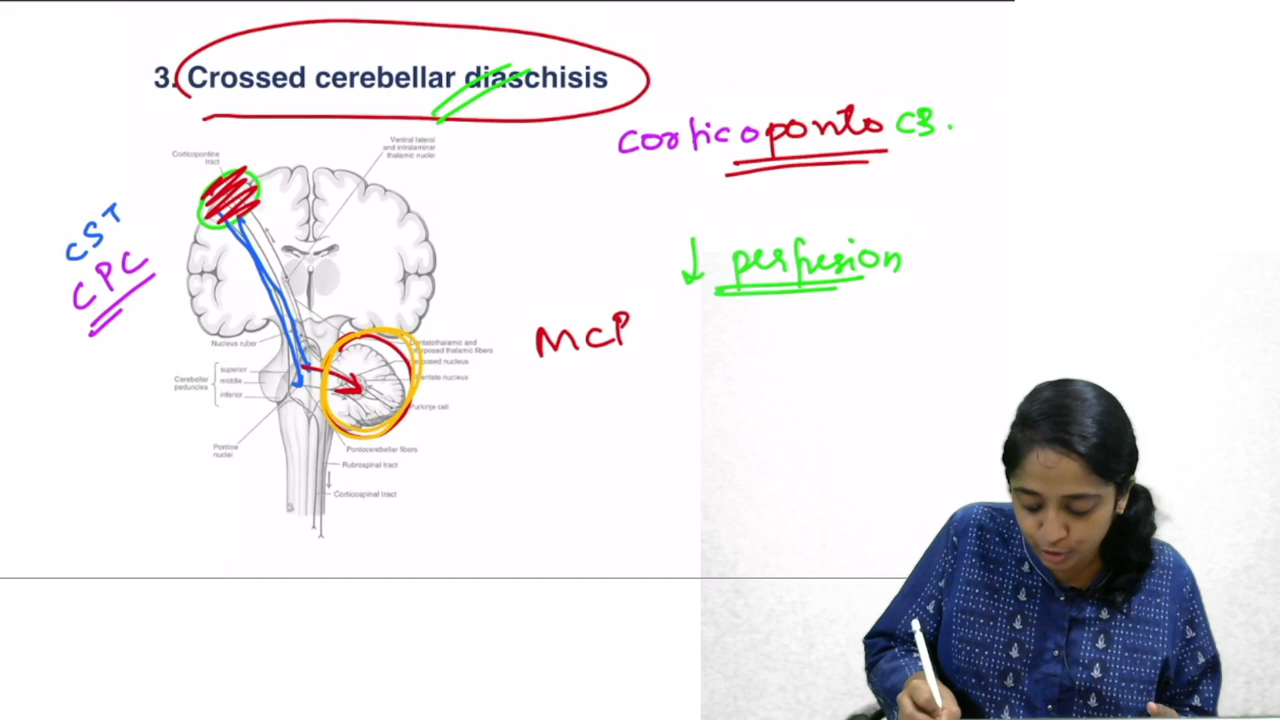 3. Crossed cerebellar diaschisis
corticoponto CB.
Ventral lateral
and intralaminar
thalamic nuclei
Corticopontine
tract
CST
CPC
↓ perfusion
MCP
Nucleus ruber
Dentatothalamic and
interposed thalamic fibers
Interposed nucleus
Dentate nucleus
Cerebellar
peduncles
superior
middle
inferior
Purkinje cell
Pontine
nuclei
Pontocerebellar fibers
Rubrospinal tract
Corticospinal tract